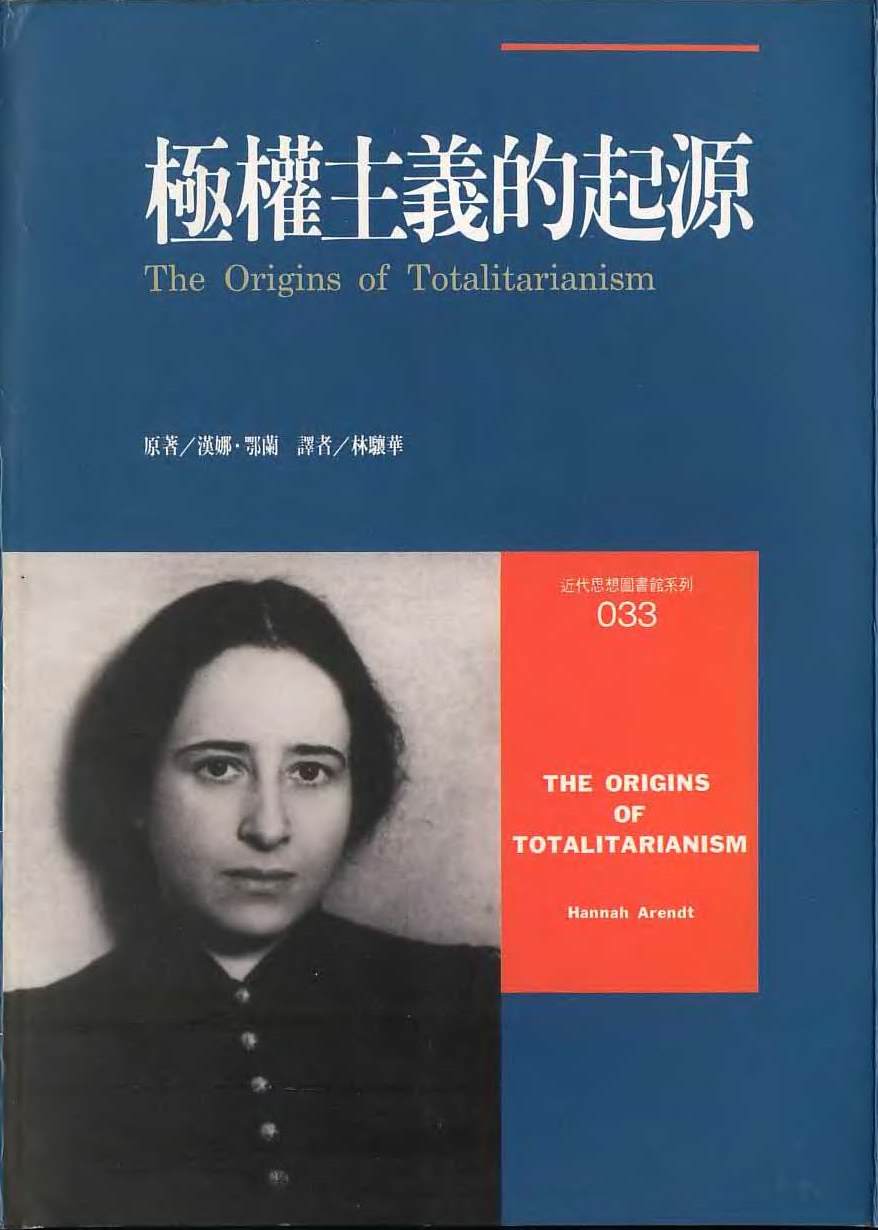 極權主義的起源
The Origins of Totalitarianism
原著／漢娜·鄂蘭　譯者／林驤華
近代思想圖書館系列
033
THE ORIGINS
OF
TOTALITARIANISM
Hannah Arendt